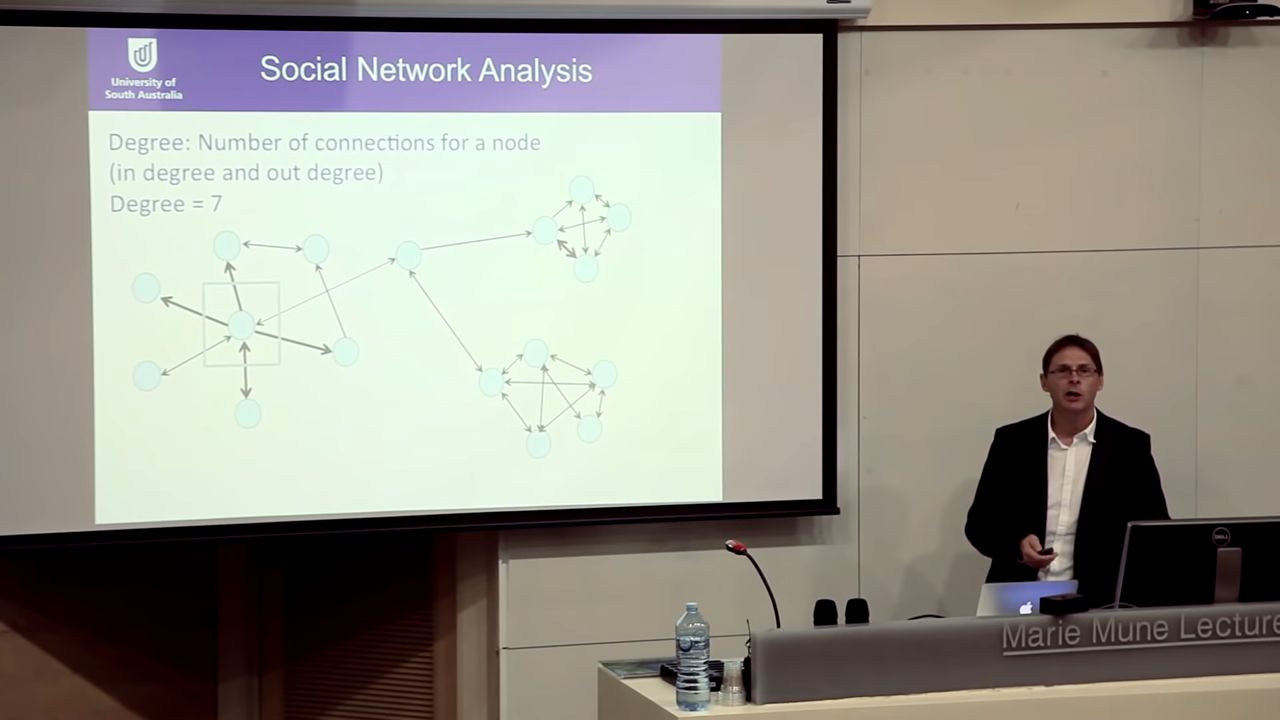 University of
South Australia
Social Network Analysis
Degree: Number of connections for a node
(in degree and out degree)
Degree = 7
DELL
Marie Mune Lecture